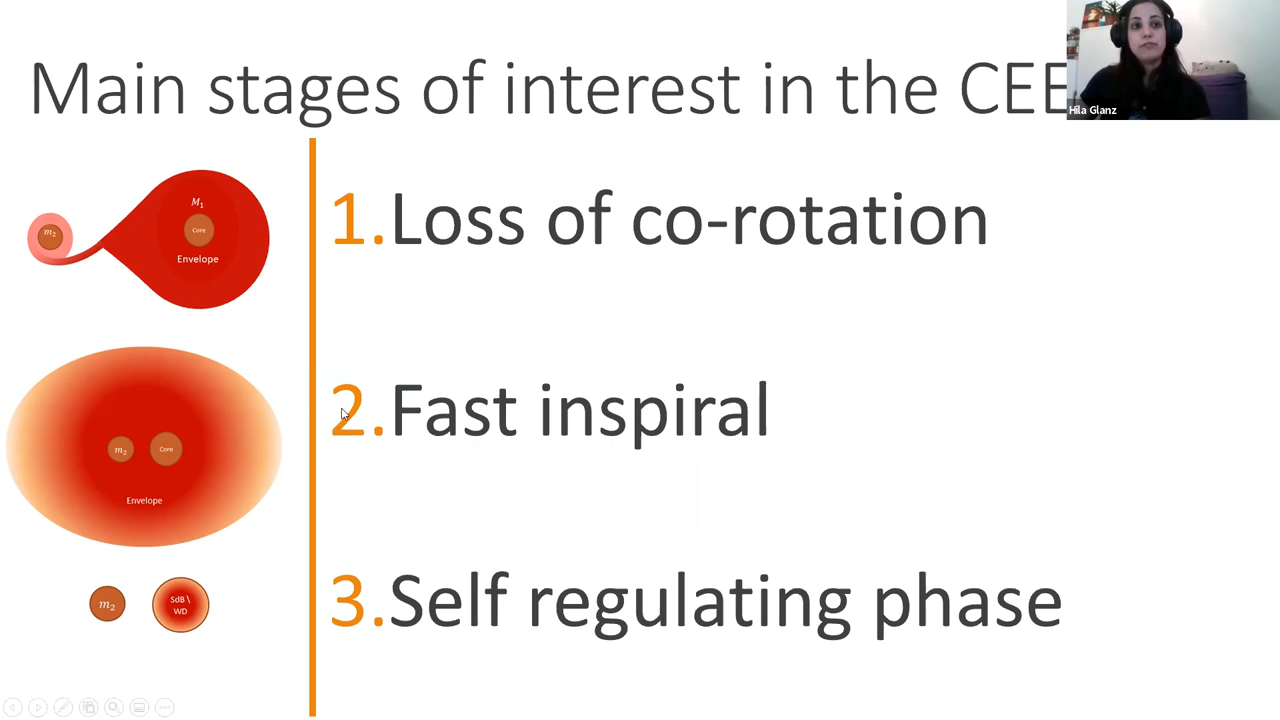 Main stages of interest in the CEE
Hila Glanz
M₁
m₂
Core
Envelope
1.Loss of co-rotation
2.Fast inspiral
m₂
Core
Envelope
3.Self regulating phase
m₂
SdB \
WD